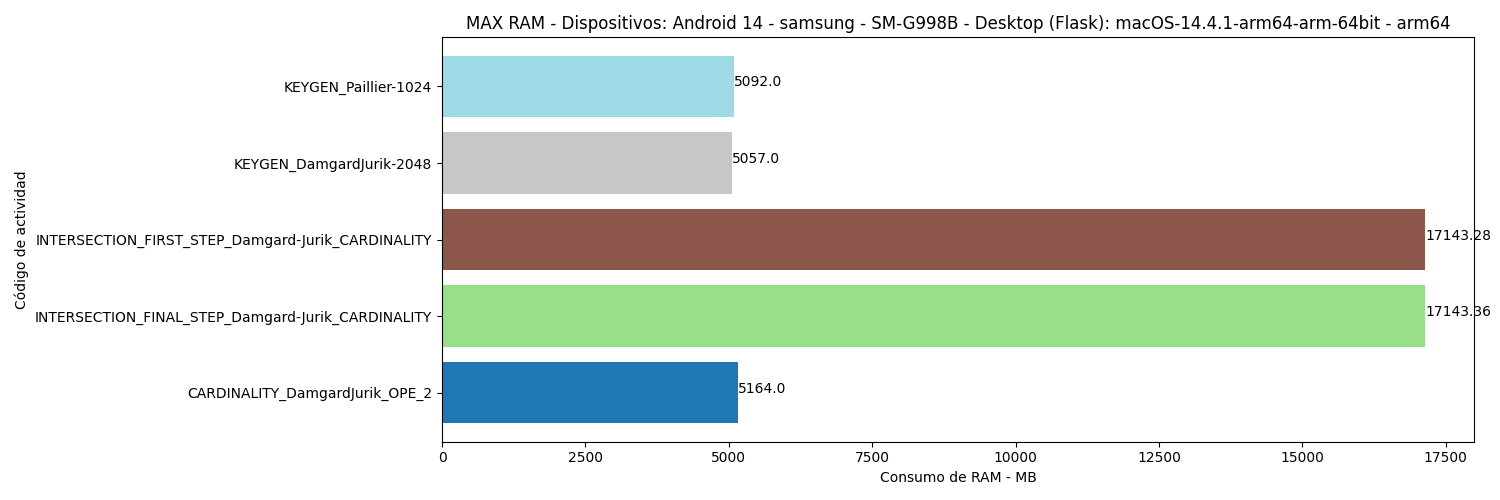 MAX RAM - Dispositivos: Android 14 - samsung - SM-G998B - Desktop (Flask): macOS-14.4.1-arm64-arm-64bit - arm64
Código de actividad
KEYGEN_Paillier-1024
5092.0
KEYGEN_DamgardJurik-2048
5057.0
INTERSECTION_FIRST_STEP_Damgard-Jurik_CARDINALITY
17143.28
INTERSECTION_FINAL_STEP_Damgard-Jurik_CARDINALITY
17143.36
CARDINALITY_DamgardJurik_OPE_2
5164.0
0 2500 5000 7500 10000 12500 15000 17500
Consumo de RAM - MB